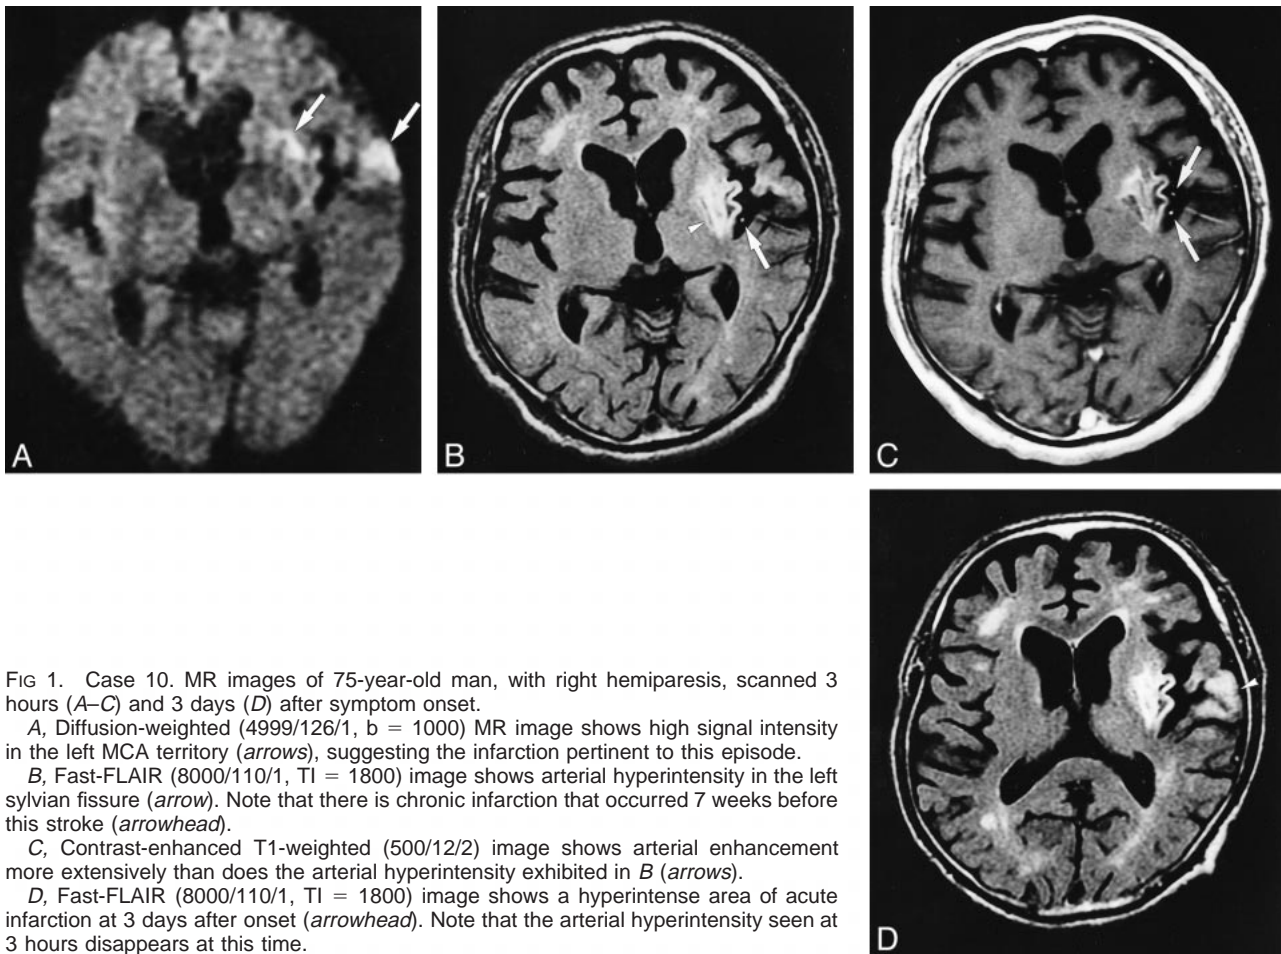 A
B
C
D
FIG 1. Case 10. MR images of 75-year-old man, with right hemiparesis, scanned 3
hours (A–C) and 3 days (D) after symptom onset.
A, Diffusion-weighted (4999/126/1, b = 1000) MR image shows high signal intensity
in the left MCA territory (arrows), suggesting the infarction pertinent to this episode.
B, Fast-FLAIR (8000/110/1, TI = 1800) image shows arterial hyperintensity in the left
sylvian fissure (arrow). Note that there is chronic infarction that occurred 7 weeks before
this stroke (arrowhead).
C, Contrast-enhanced T1-weighted (500/12/2) image shows arterial enhancement
more extensively than does the arterial hyperintensity exhibited in B (arrows).
D, Fast-FLAIR (8000/110/1, TI = 1800) image shows a hyperintense area of acute
infarction at 3 days after onset (arrowhead). Note that the arterial hyperintensity seen at
3 hours disappears at this time.